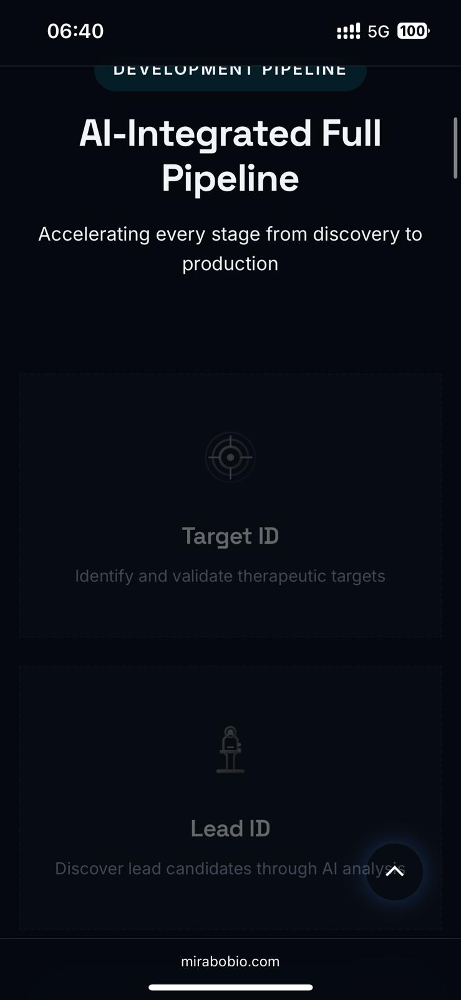 06:40
5G
100
DEVELOPMENT PIPELINE
AI-Integrated Full
Pipeline
Accelerating every stage from discovery to
production
Target ID
Identify and validate therapeutic targets
Lead ID
Discover lead candidates through AI analysis
mirabobio.com